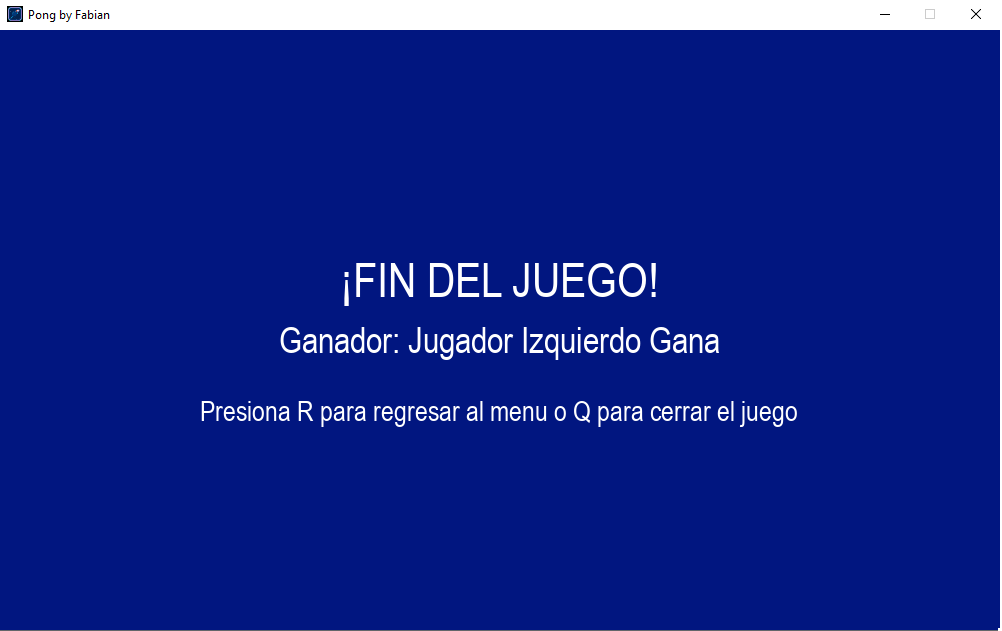 Pong by Fabian
¡FIN DEL JUEGO!
Ganador: Jugador Izquierdo Gana
Presiona R para regresar al menu o Q para cerrar el juego